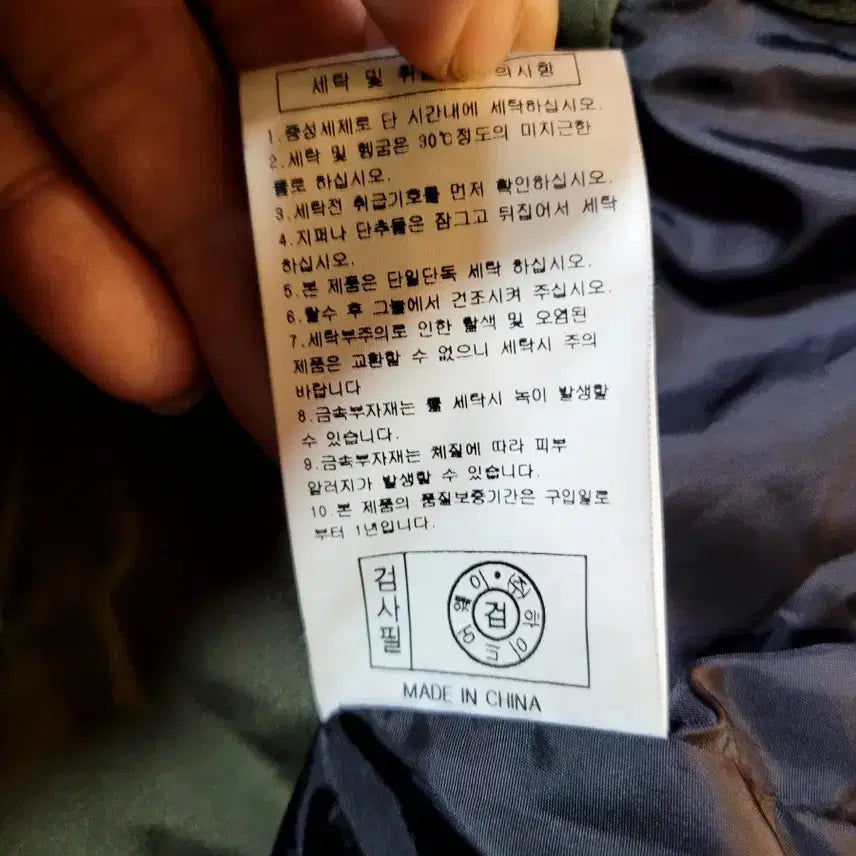 세탁 및 취 의사항
1.중성세제로 단 시간내에 세탁하십시오.
2.세탁 및 헹굼은 30℃정도의 미지근한
물로 하십시오.
3.세탁전 취급기호를 먼저 확인하십시오.
4.지퍼나 단추들은 잠그고 뒤집어서 세탁
하십시오.
5.본 제품은 단일단독 세탁 하십시오.
6.탈수 후 그늘에서 건조시켜 주십시오.
7.세탁부주의로 인한 탈색 및 오염된
제품은 교환할 수 없으니 세탁시 주의
바랍니다
8.금속부자재는 물 세탁시 녹이 발생할
수 있습니다.
9.금속부자재는 체질에 따라 피부
알러지가 발생할 수 있습니다.
10.본 제품의 품질보증기간은 구입일로
부터 1년입니다.
검사필
검
MADE IN CHINA